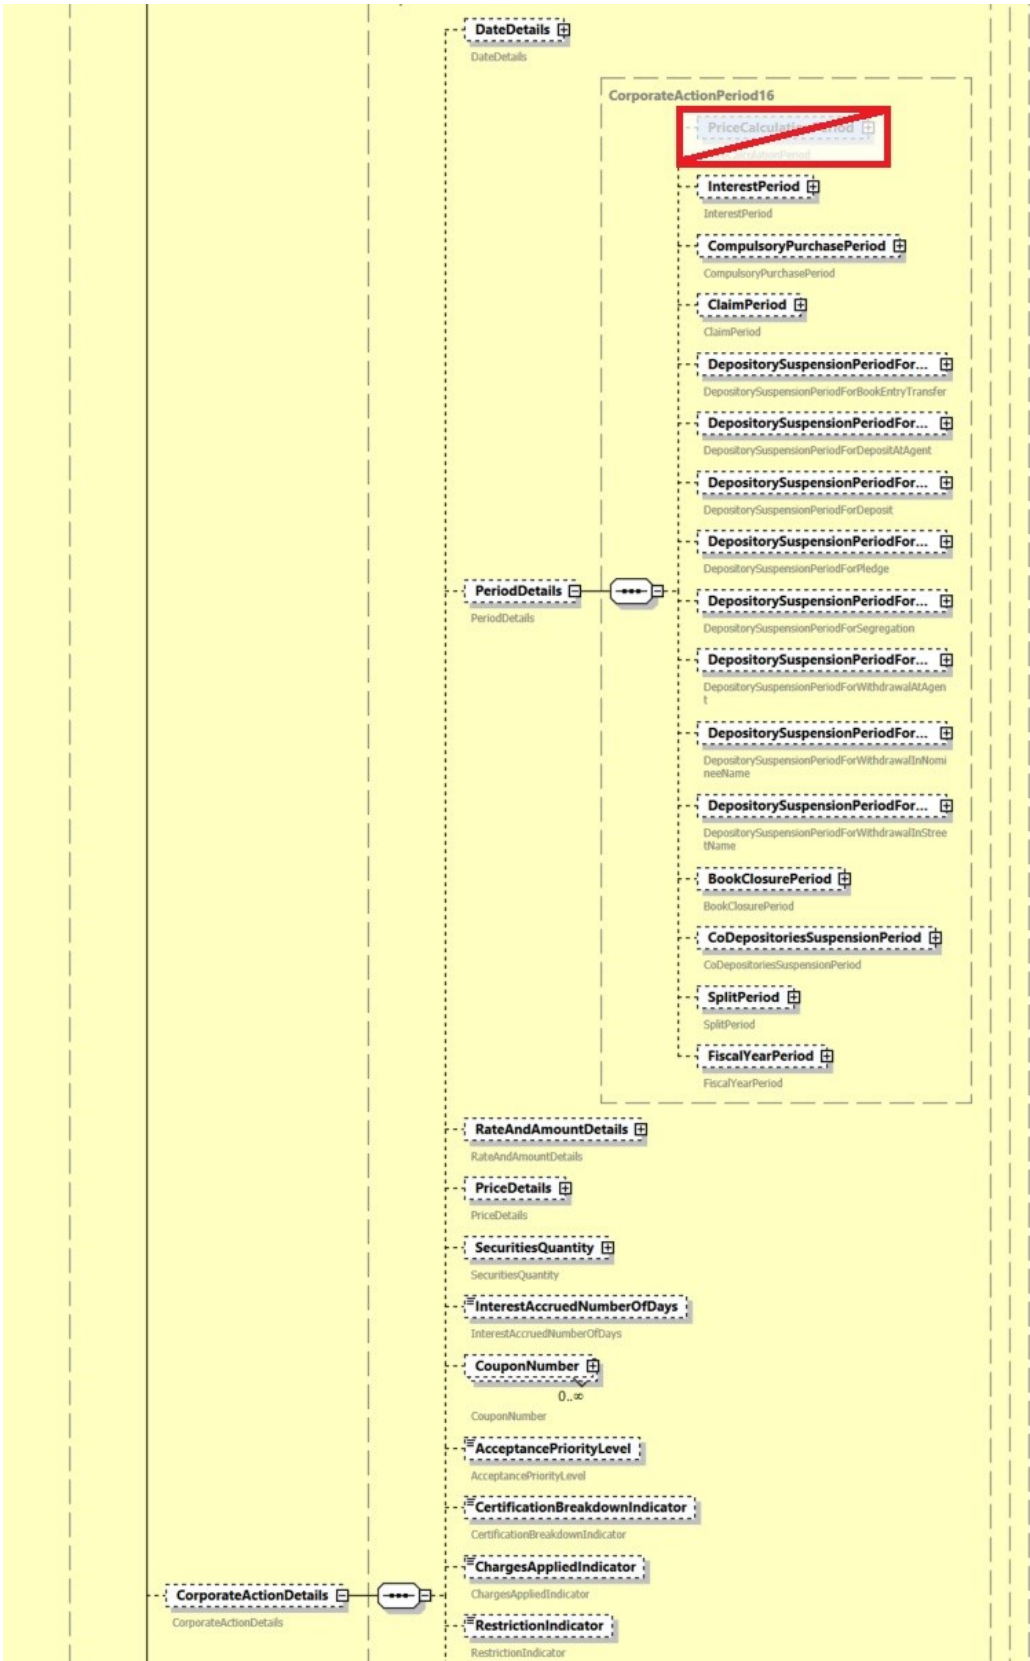 DateDetails
DateDetails
CorporateActionPeriod16
InterestPeriod
InterestPeriod
CompulsoryPurchasePeriod
CompulsoryPurchasePeriod
ClaimPeriod
ClaimPeriod
DepositorySuspensionPeriodFor...
DepositorySuspensionPeriodForBookEntryTransfer
DepositorySuspensionPeriodFor...
DepositorySuspensionPeriodForDepositAtAgent
DepositorySuspensionPeriodFor...
DepositorySuspensionPeriodForDeposit
DepositorySuspensionPeriodFor...
DepositorySuspensionPeriodForPledge
PeriodDetails
PeriodDetails
DepositorySuspensionPeriodFor...
DepositorySuspensionPeriodForSegregation
DepositorySuspensionPeriodFor...
DepositorySuspensionPeriodForWithdrawalAtAgen
t
DepositorySuspensionPeriodFor...
DepositorySuspensionPeriodForWithdrawalInNomi
neeName
DepositorySuspensionPeriodFor...
DepositorySuspensionPeriodForWithdrawalInStree
tName
BookClosurePeriod
BookClosurePeriod
CoDepositoriesSuspensionPeriod
CoDepositoriesSuspensionPeriod
SplitPeriod
SplitPeriod
FiscalYearPeriod
FiscalYearPeriod
RateAndAmountDetails
RateAndAmountDetails
PriceDetails
PriceDetails
SecuritiesQuantity
SecuritiesQuantity
InterestAccruedNumberOfDays
InterestAccruedNumberOfDays
CouponNumber
0..∞
CouponNumber
AcceptancePriorityLevel
AcceptancePriorityLevel
CertificationBreakdownIndicator
CertificationBreakdownIndicator
ChargesAppliedIndicator
ChargesAppliedIndicator
CorporateActionDetails
CorporateActionDetails
RestrictionIndicator
RestrictionIndicator